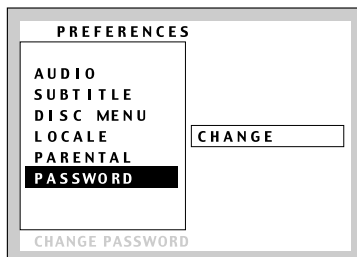 PREFERENCES
AUDIO
SUBTITLE
DISC MENU
LOCALE
CHANGE
PARENTAL
PASSWORD
CHANGE PASSWORD